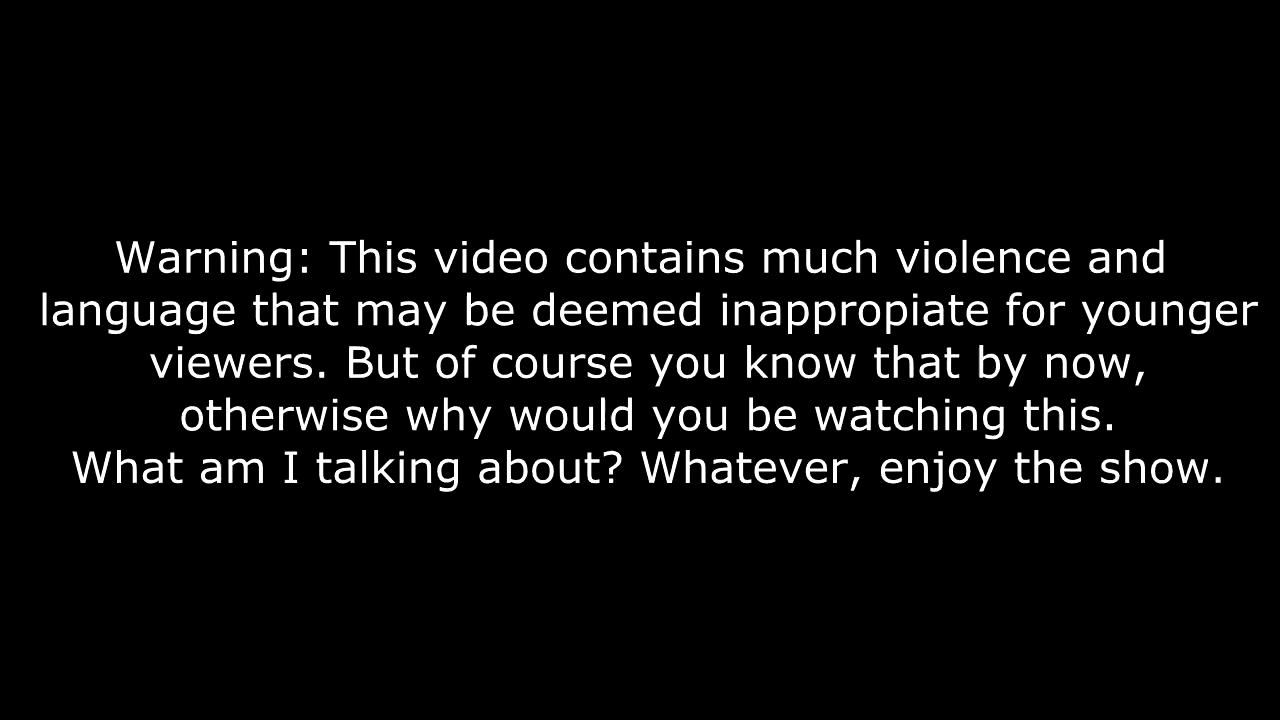 Warning: This video contains much violence and
language that may be deemed inappropiate for younger
viewers. But of course you know that by now,
otherwise why would you be watching this.
What am I talking about? Whatever, enjoy the show.